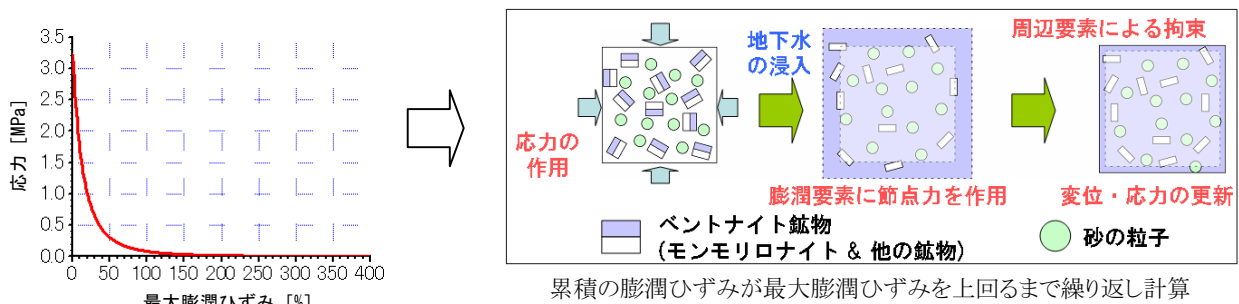 3.5
3.0
2.5
2.0
1.5
1.0
0.5
0.0
応力 [MPa]
0 50 100 150 200 250 300 350 400
最大膨潤ひずみ [%]
応力の
作用
地下水
の浸入
膨潤要素に節点力を作用
周辺要素による拘束
変位・応力の更新
ベントナイト鉱物
(モンモリロナイト & 他の鉱物)
砂の粒子
累積の膨潤ひずみが最大膨潤ひずみを上回るまで繰り返し計算